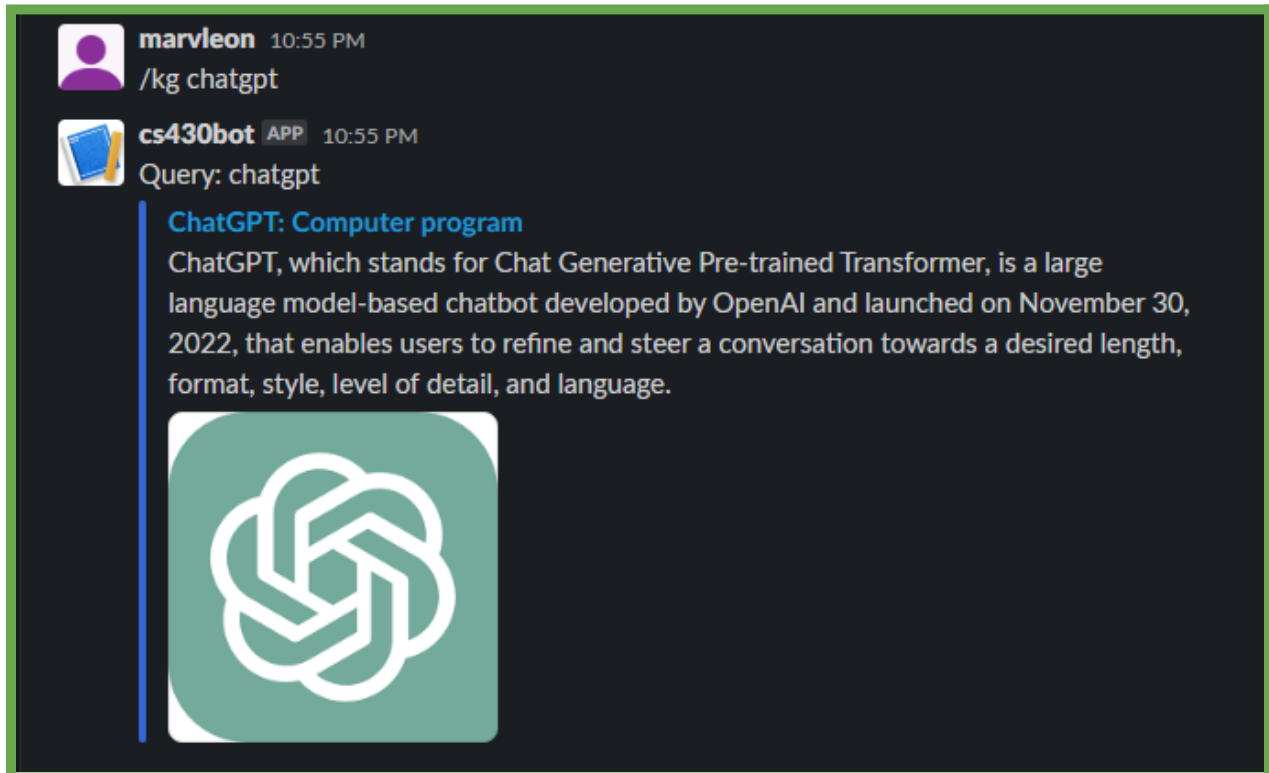 marvleon 10:55 PM
/kg chatgpt
cs430bot APP 10:55 PM
Query: chatgpt
ChatGPT: Computer program
ChatGPT, which stands for Chat Generative Pre-trained Transformer, is a large
language model-based chatbot developed by OpenAI and launched on November 30,
2022, that enables users to refine and steer a conversation towards a desired length,
format, style, level of detail, and language.